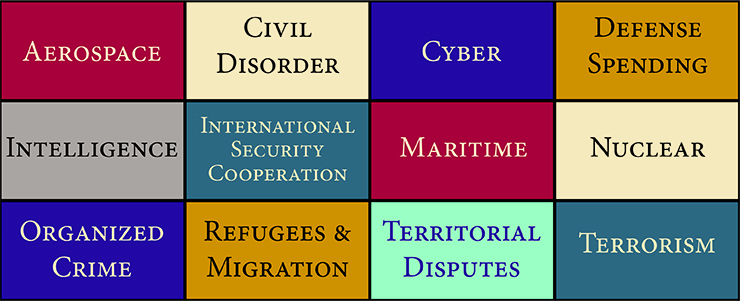 Aerospace
Civil
Disorder
Cyber
Defense
Spending
Intelligence
International
Security
Cooperation
Maritime
Nuclear
Organized
Crime
Refugees &
Migration
Territorial
Disputes
Terrorism